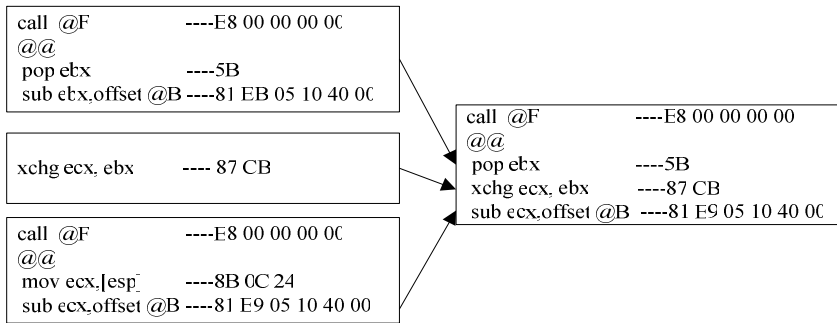 call @F ----E8 00 00 00 00
@@
pop ebx ----5B
sub ebx,offset @B ----81 EB 05 10 40 00
xchg ecx, ebx ---- 87 CB
call @F ----E8 00 00 00 00
@@
mov ecx,[esp] ----8B 0C 24
sub ecx,offset @B ----81 E9 05 10 40 00
call @F ----E8 00 00 00 00
@@
pop ebx ----5B
xchg ecx, ebx ----87 CB
sub ecx,offset @B ----81 E9 05 10 40 00